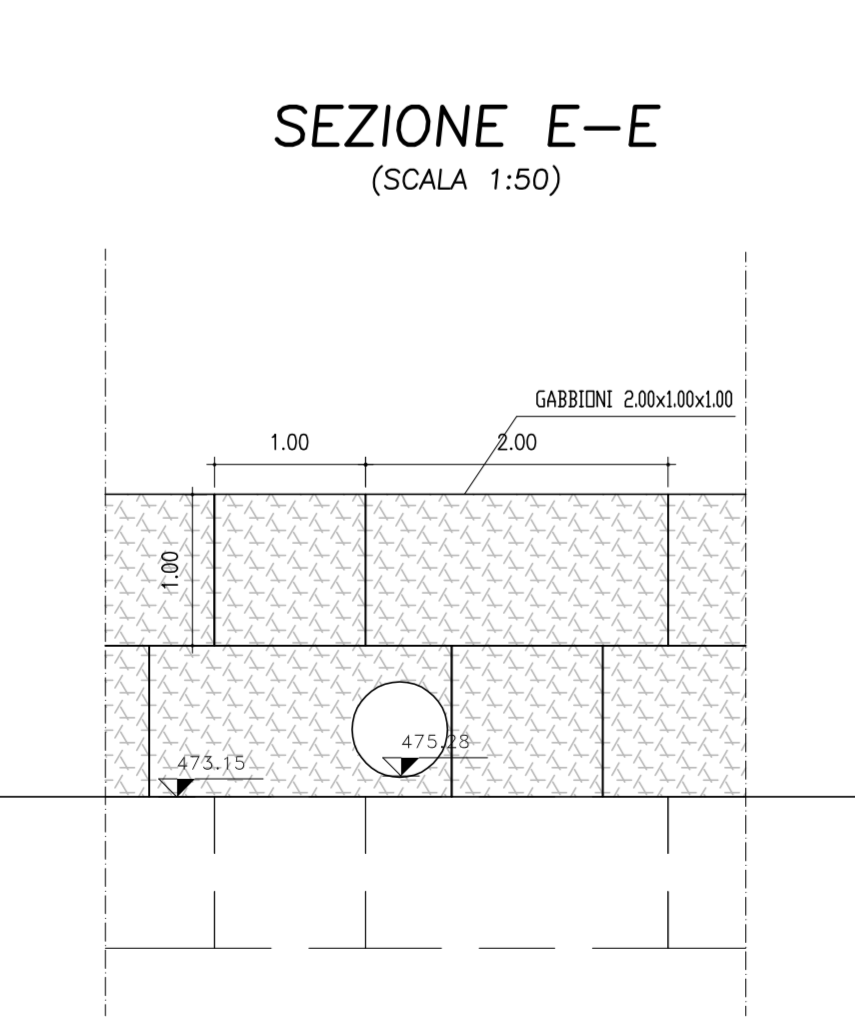 SEZIONE E-E
(SCALA 1:50)
GABBIONI 2.00x1.00x1.00
1.00
2.00
1.00
475.28
473.15